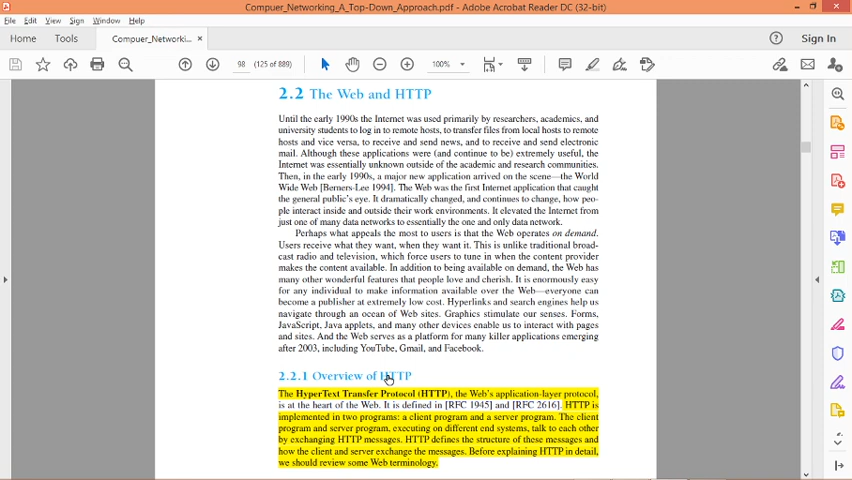 Compuer_Networking_A_Top-Down_Approach.pdf - Adobe Acrobat Reader DC (32-bit)
File Edit View Sign Window Help
Home Tools Compuer_Networki... × ? Sign In
98 (125 of 889) 100%
2.2 The Web and HTTP
Until the early 1990s the Internet was used primarily by researchers, academics, and
university students to log in to remote hosts, to transfer files from local hosts to remote
hosts and vice versa, to receive and send news, and to receive and send electronic
mail. Although these applications were (and continue to be) extremely useful, the
Internet was essentially unknown outside of the academic and research communities.
Then, in the early 1990s, a major new application arrived on the scene—the World
Wide Web [Berners-Lee 1994]. The Web was the first Internet application that caught
the general public's eye. It dramatically changed, and continues to change, how peo-
ple interact inside and outside their work environments. It elevated the Internet from
just one of many data networks to essentially the one and only data network.
Perhaps what appeals the most to users is that the Web operates on demand.
Users receive what they want, when they want it. This is unlike traditional broad-
cast radio and television, which force users to tune in when the content provider
makes the content available. In addition to being available on demand, the Web has
many other wonderful features that people love and cherish. It is enormously easy
for any individual to make information available over the Web—everyone can
become a publisher at extremely low cost. Hyperlinks and search engines help us
navigate through an ocean of Web sites. Graphics stimulate our senses. Forms,
JavaScript, Java applets, and many other devices enable us to interact with pages
and sites. And the Web serves as a platform for many killer applications emerging
after 2003, including YouTube, Gmail, and Facebook.
2.2.1 Overview of HTTP
The HyperText Transfer Protocol (HTTP), the Web's application-layer protocol,
is at the heart of the Web. It is defined in [RFC 1945] and [RFC 2616]. HTTP is
implemented in two programs: a client program and a server program. The client
program and server program, executing on different end systems, talk to each other
by exchanging HTTP messages. HTTP defines the structure of these messages and
how the client and server exchange the messages. Before explaining HTTP in detail,
we should review some Web terminology.